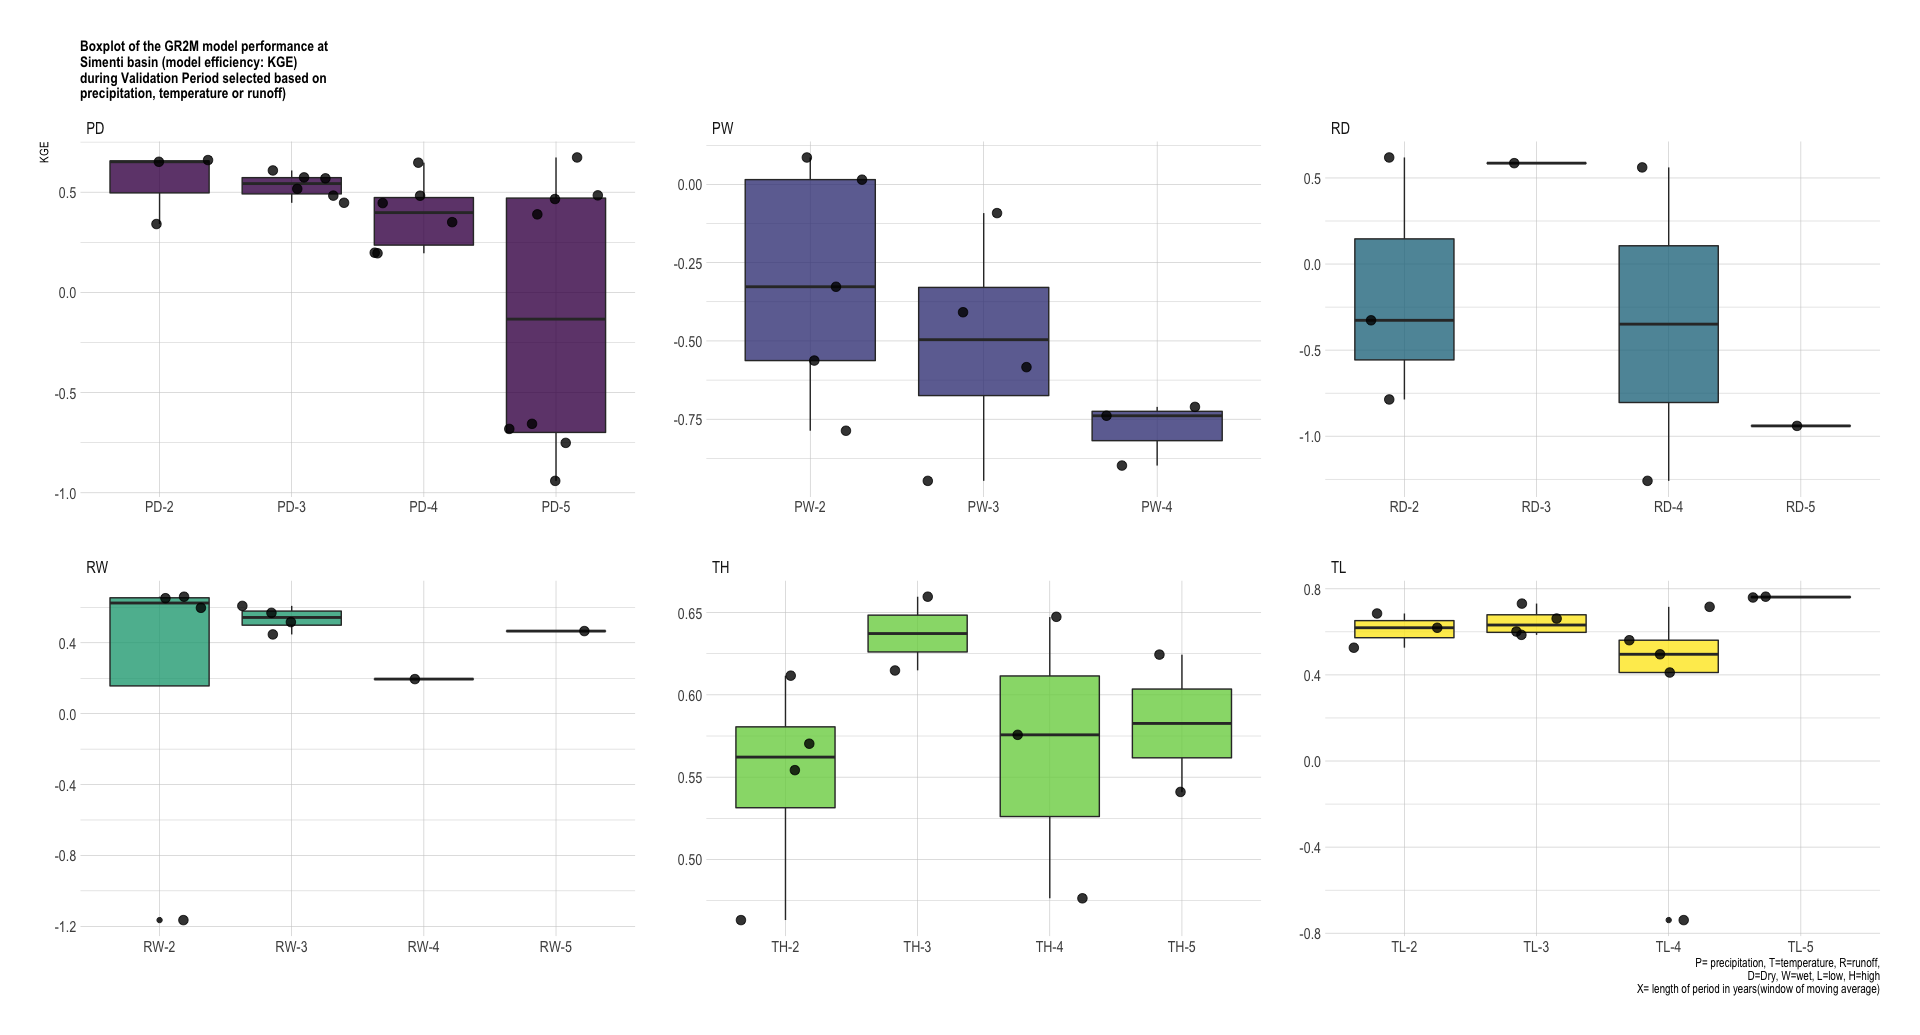 Boxplot of the GR2M model performance at
Simenti basin (model efficiency: KGE)
during Validation Period selected based on
precipitation, temperature or runoff)
PD
PW
RD
KGE
0.5
0.0
-0.5
-1.0
PD-2 PD-3 PD-4 PD-5
0.00
-0.25
-0.50
-0.75
PW-2 PW-3 PW-4
0.5
0.0
-0.5
-1.0
RD-2 RD-3 RD-4 RD-5
RW
TH
TL
0.4
0.0
-0.4
-0.8
-1.2
RW-2 RW-3 RW-4 RW-5
0.65
0.60
0.55
0.50
TH-2 TH-3 TH-4 TH-5
0.8
0.4
0.0
-0.4
-0.8
TL-2 TL-3 TL-4 TL-5
P= precipitation, T=temperature, R=runoff,
D=Dry, W=wet, L=low, H=high
X= length of period in years(window of moving average)